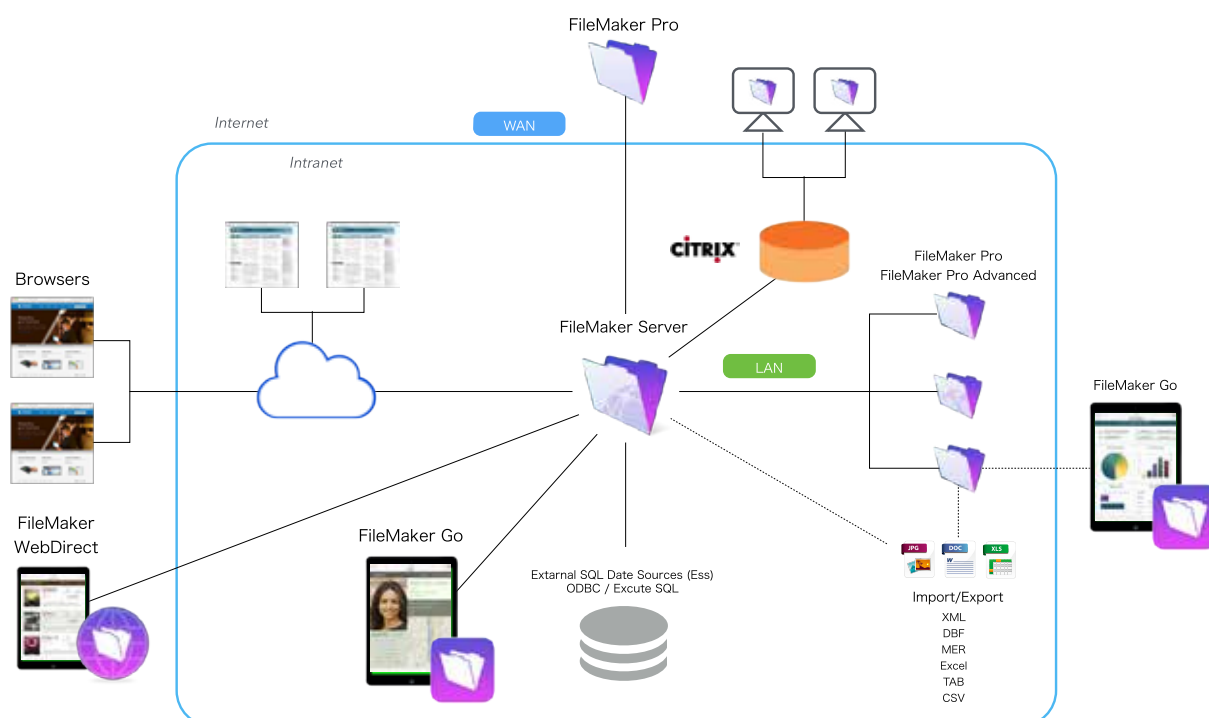 FileMaker Pro
Internet
WAN
Intranet
CITRIX
FileMaker Pro
FileMaker Pro Advanced
Browsers
FileMaker Server
LAN
FileMaker Go
FileMaker
WebDirect
FileMaker Go
Extarnal SQL Date Sources (Ess)
ODBC / Excute SQL
JPG
DOC
XLS
W
Import/Export
XML
DBF
MER
Excel
TAB
CSV